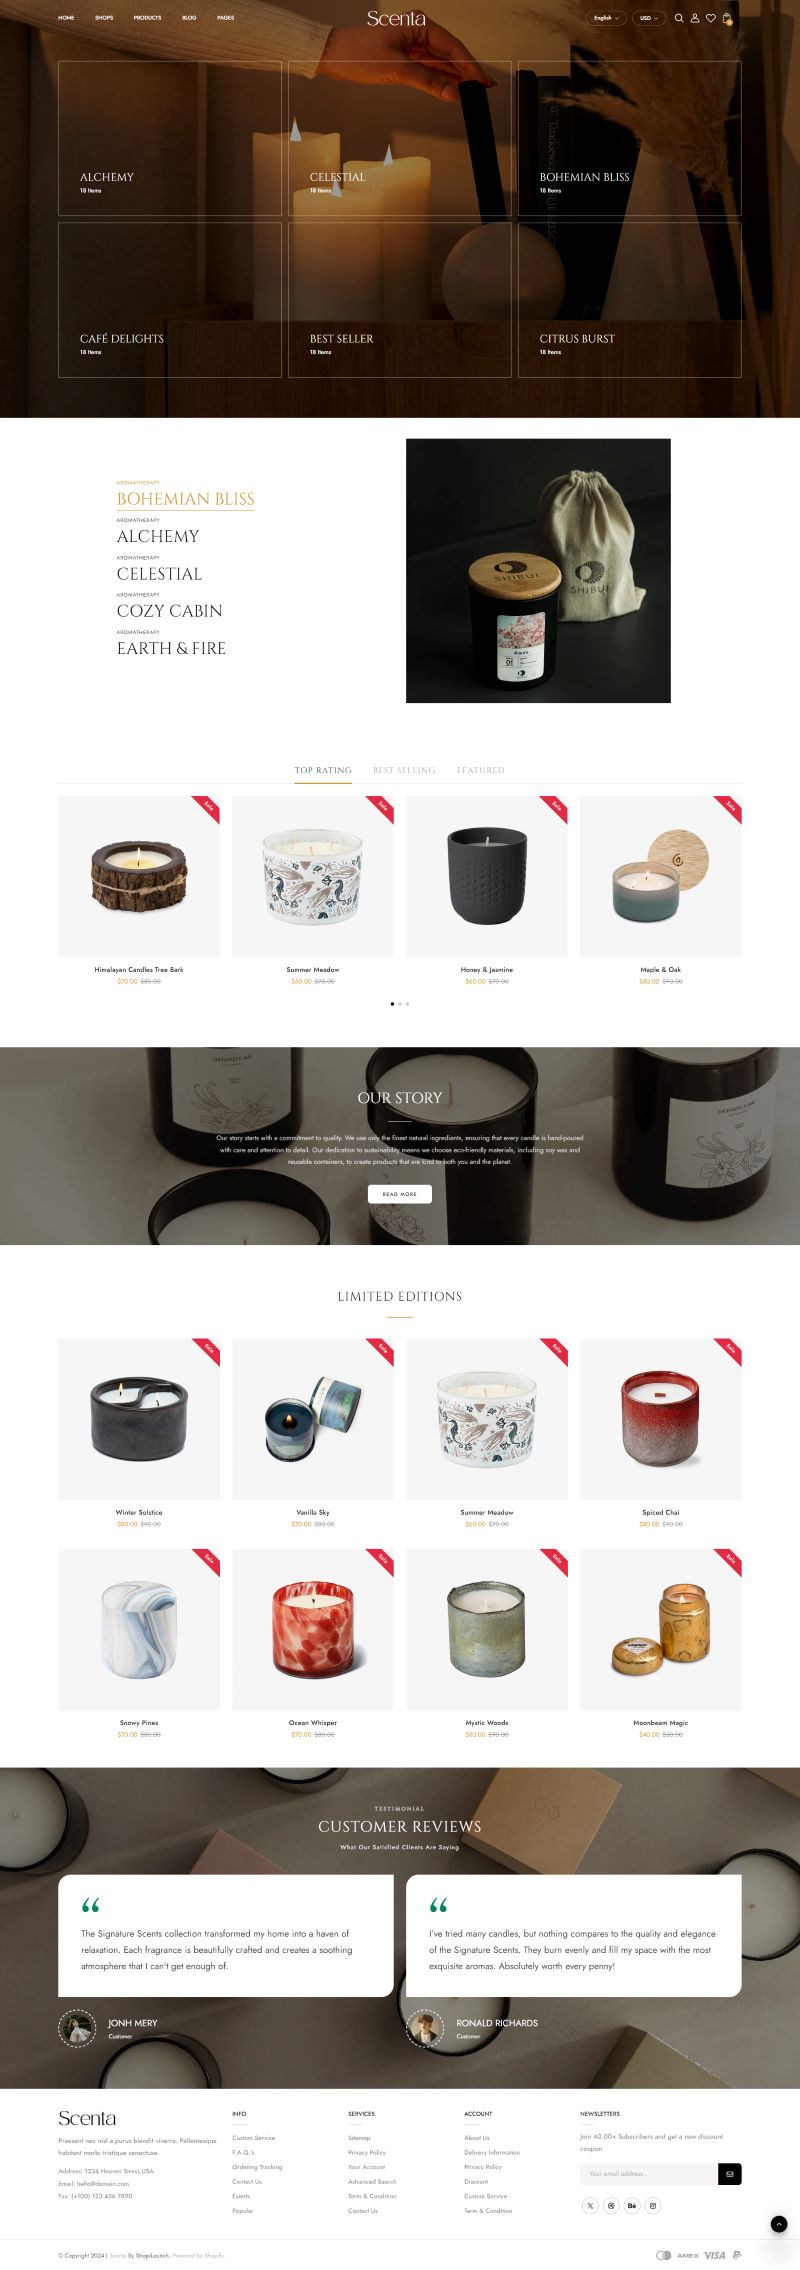 HOME SHOPS PRODUCTS BLOG PAGES
Scenta
English USD
ALCHEMY
18 Items
CELESTIAL
18 Items
BOHEMIAN BLISS
18 Items
CAFÉ DELIGHTS
18 Items
BEST SELLER
18 Items
CITRUS BURST
18 Items
AROMATHERAPY
BOHEMIAN BLISS
AROMATHERAPY
ALCHEMY
AROMATHERAPY
CELESTIAL
AROMATHERAPY
COZY CABIN
AROMATHERAPY
EARTH & FIRE
SHIBUI
SHIBUI
01
TOP RATING BEST SELLING FEATURED
Sale
Sale
Sale
Sale
Himalayan Candles Tree Bark
$70.00 $80.00
Summer Meadow
$60.00 $70.00
Honey & Jasmine
$60.00 $70.00
Maple & Oak
$80.00 $90.00
ENCHANTED FLAME
ENCHANTED FLAME
OUR STORY
Our story starts with a commitment to quality. We use only the finest natural ingredients, ensuring that every candle is hand-poured
with care and attention to detail. Our dedication to sustainability means we choose eco-friendly materials, including soy wax and
reusable containers, to create products that are kind to both you and the planet.
READ MORE
LIMITED EDITIONS
Sale
Sale
Sale
Sale
Winter Solstice
$80.00 $90.00
Vanilla Sky
$70.00 $80.00
Summer Meadow
$60.00 $70.00
Spiced Chai
$80.00 $90.00
Sale
Sale
Sale
Sale
Snowy Pines
$70.00 $80.00
Ocean Whisper
$70.00 $80.00
Mystic Woods
$80.00 $90.00
Moonbeam Magic
$40.00 $50.00
TESTIMONIAL
CUSTOMER REVIEWS
What Our Satisfied Clients Are Saying
“
The Signature Scents collection transformed my home into a haven of
relaxation. Each fragrance is beautifully crafted and creates a soothing
atmosphere that I can't get enough of.
JONH MERY
Customer
“
I've tried many candles, but nothing compares to the quality and elegance
of the Signature Scents. They burn evenly and fill my space with the most
exquisite aromas. Absolutely worth every penny!
RONALD RICHARDS
Customer
Scenta
Praesent nec nisl a purus blandit viverra. Pellentesque
habitant morbi tristique senectuse.
Address: 1234 Heaven Stress,USA.
Email: hello@domain.com
Fax: (+100) 123 456 7890
INFO
Custom Service
F.A.Q.'s
Ordering Tracking
Contact Us
Events
Popular
SERVICES
Sitemap
Privacy Policy
Your Account
Advanced Search
Term & Condition
Contact Us
ACCOUNT
About Us
Delivery Information
Privacy Policy
Discount
Custom Service
Term & Condition
NEWSLETTERS
Join 40.00+ Subscribers and get a new discount
coupon
Your email address...
Bē
© Copyright 2024 | Scenta By ShopiLaunch. Powered by Shopify.
AMEX VISA